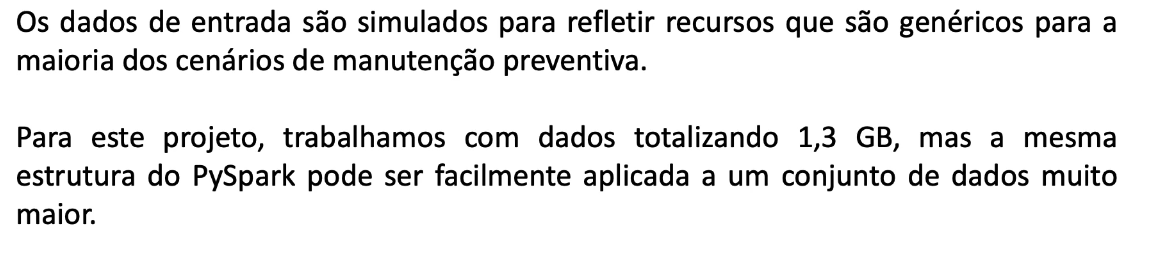 Os dados de entrada são simulados para refletir recursos que são genéricos para a
maioria dos cenários de manutenção preventiva.
Para este projeto, trabalhamos com dados totalizando 1,3 GB, mas a mesma
estrutura do PySpark pode ser facilmente aplicada a um conjunto de dados muito
maior.